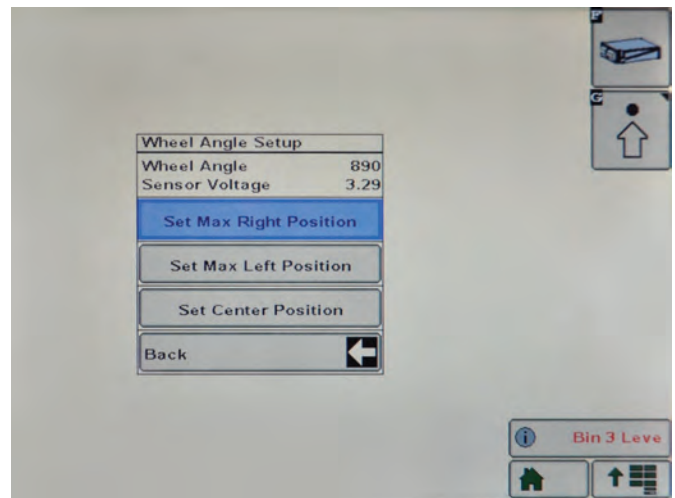 F
G
Wheel Angle Setup
Wheel Angle 890
Sensor Voltage 3.29
Set Max Right Position
Set Max Left Position
Set Center Position
Back
i Bin 3 Leve